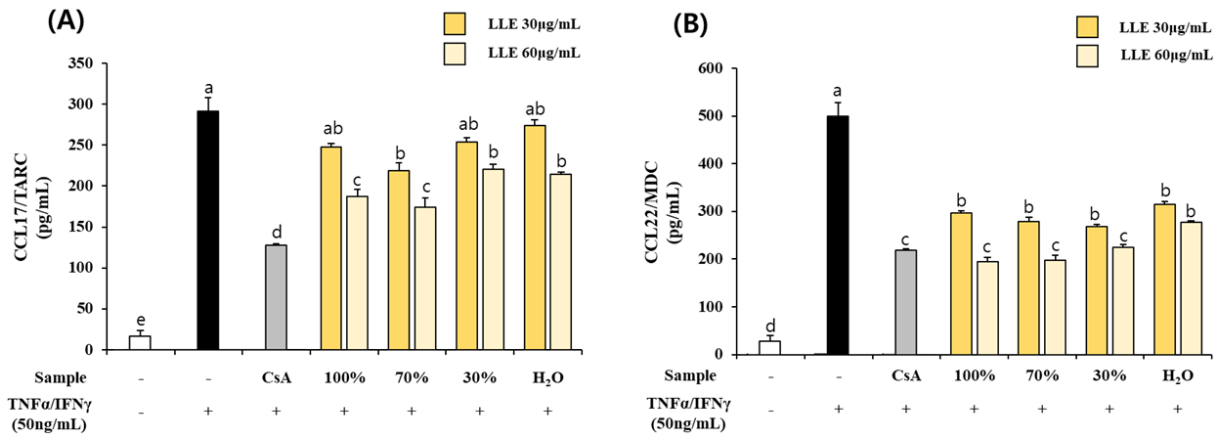 (A)
LLE 30μg/mL
LLE 60μg/mL
CCL17/TARC
(pg/mL)
350
300
250
200
150
100
50
0
e
a
d
ab
c
b
c
ab
b
ab
b
Sample - - CsA 100% 70% 30% H₂O
TNFα/IFNγ - + + + + + +
(50ng/mL)
(B)
LLE 30μg/mL
LLE 60μg/mL
CCL22/MDC
(pg/mL)
600
500
400
300
200
100
0
d
a
c
b
c
b
c
b
c
b
b
Sample - - CsA 100% 70% 30% H₂O
TNFα/IFNγ - + + + + + +
(50ng/mL)